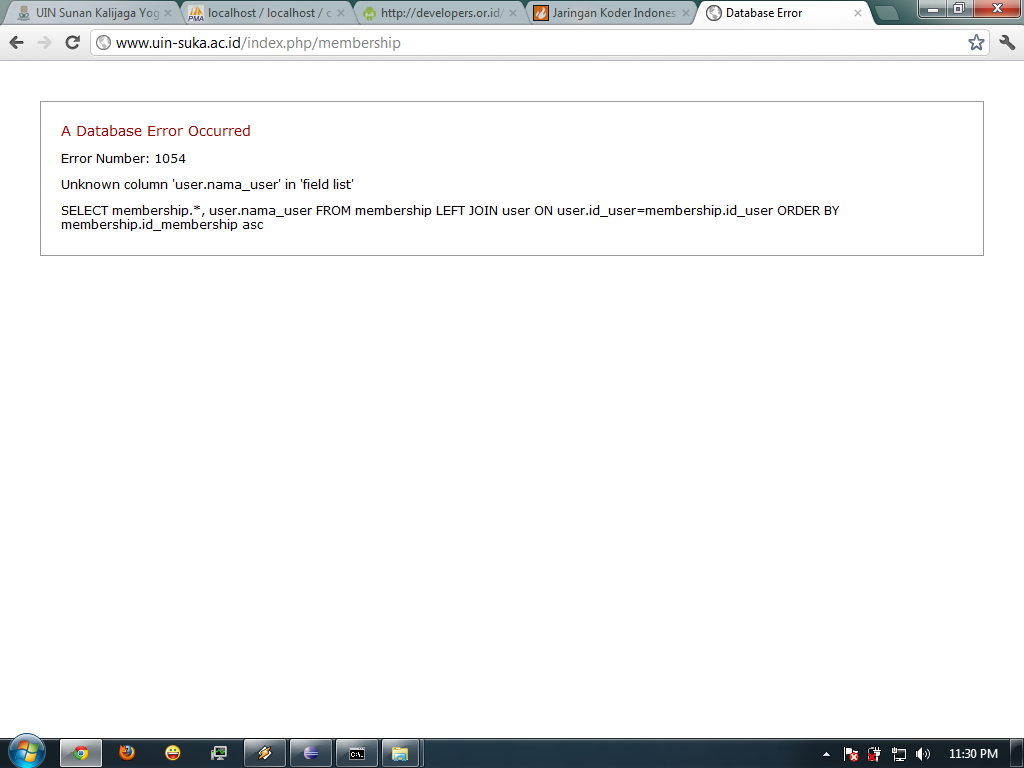 UIN Sunan Kalijaga Yog
localhost / localhost / c
http://developers.or.id/
Jaringan Koder Indones
Database Error
www.uin-suka.ac.id/index.php/membership
A Database Error Occurred
Error Number: 1054
Unknown column 'user.nama_user' in 'field list'
SELECT membership.*, user.nama_user FROM membership LEFT JOIN user ON user.id_user=membership.id_user ORDER BY
membership.id_membership asc
PMA
C:\.
11:30 PM